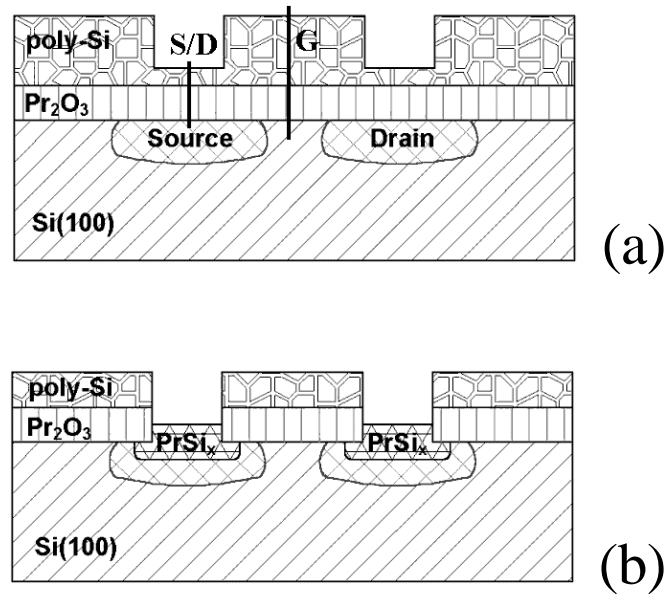 poly-Si S/D G
Pr₂O₃
Source Drain
Si(100)
(a)
poly-Si
Pr₂O₃
PrSiₓ PrSiₓ
Si(100)
(b)